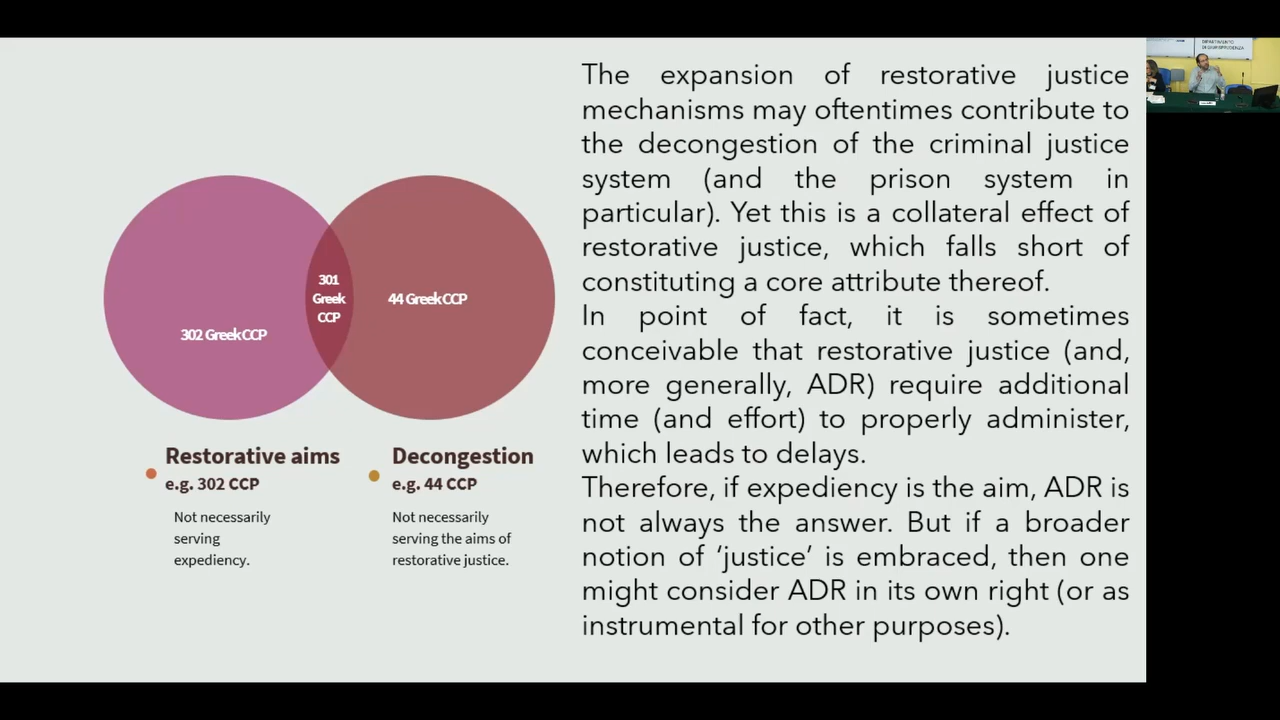 302 Greek CCP
301
Greek
CCP
44 Greek CCP
Restorative aims
e.g. 302 CCP
Not necessarily
serving
expediency.
Decongestion
e.g. 44 CCP
Not necessarily
serving the aims of
restorative justice.
The expansion of restorative justice
mechanisms may oftentimes contribute to
the decongestion of the criminal justice
system (and the prison system in
particular). Yet this is a collateral effect of
restorative justice, which falls short of
constituting a core attribute thereof.
In point of fact, it is sometimes
conceivable that restorative justice (and,
more generally, ADR) require additional
time (and effort) to properly administer,
which leads to delays.
Therefore, if expediency is the aim, ADR is
not always the answer. But if a broader
notion of ‘justice’ is embraced, then one
might consider ADR in its own right (or as
instrumental for other purposes).
DIPARTIMENTO
DI GIURISPRUDENZA